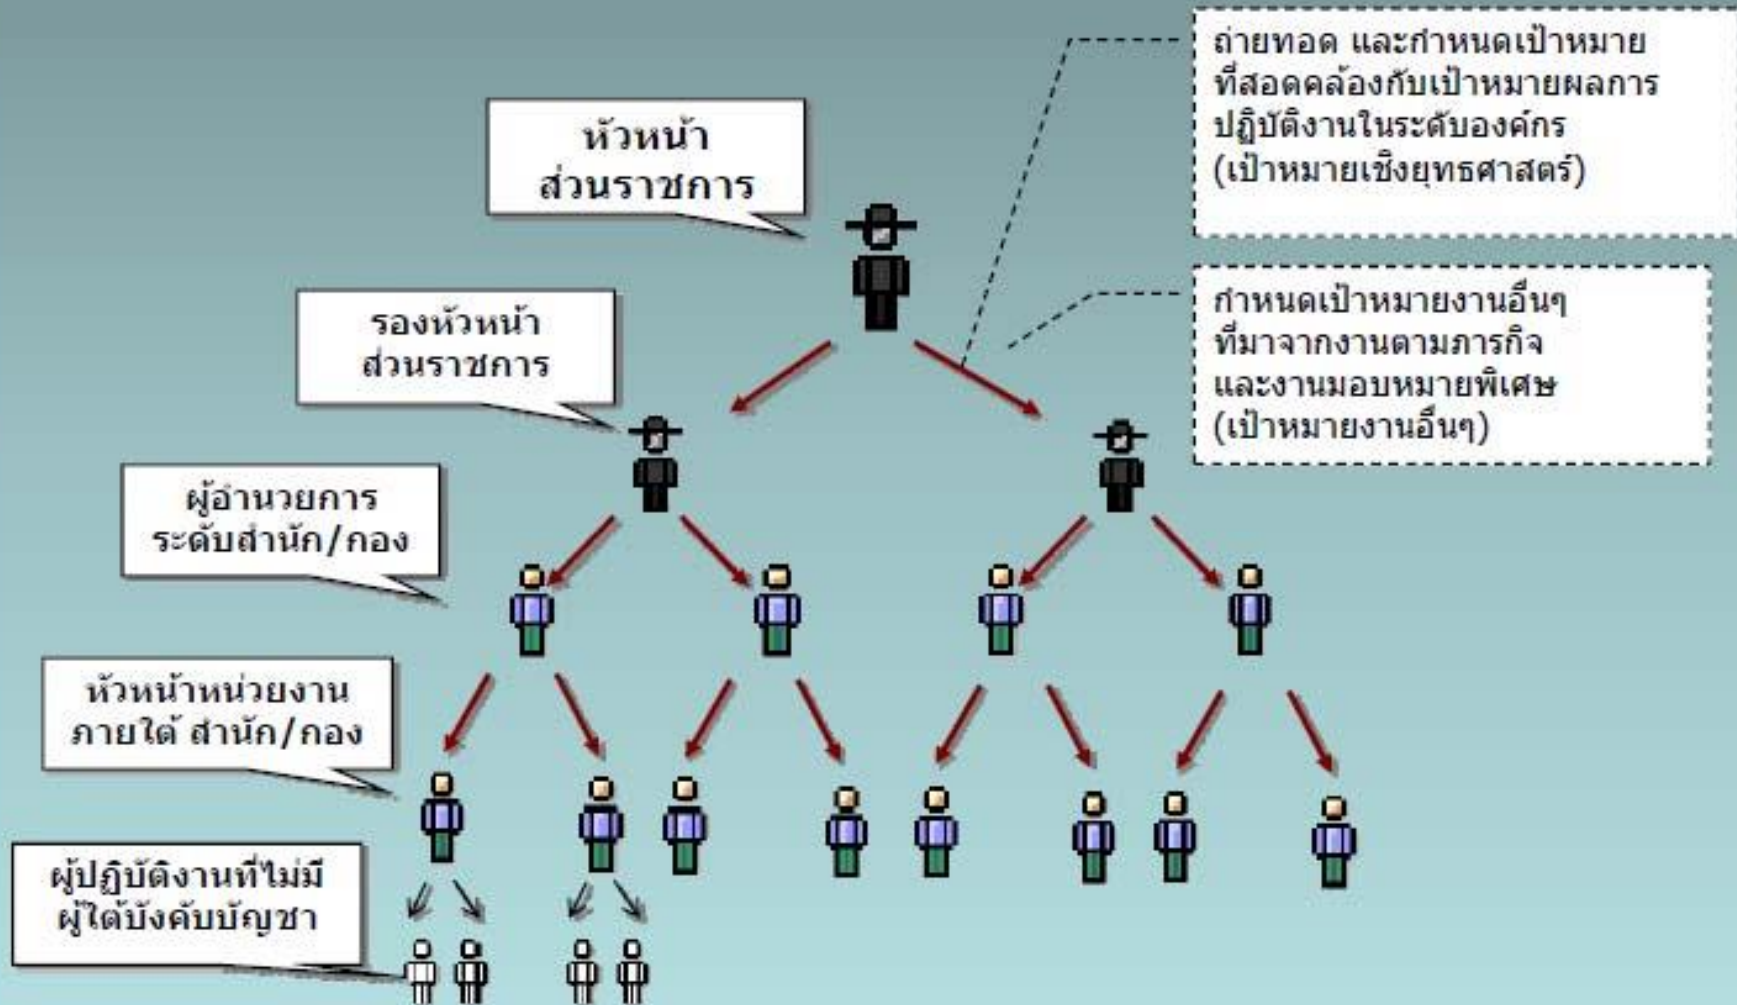 ถ่ายทอด และกำหนดเป้าหมาย
ที่สอดคล้องกับเป้าหมายผลการ
ปฏิบัติงานในระดับองค์กร
(เป้าหมายเชิงยุทธศาสตร์)
หัวหน้า
ส่วนราชการ
กำหนดเป้าหมายงานอื่นๆ
ที่มาจากงานตามภารกิจ
และงานมอบหมายพิเศษ
(เป้าหมายงานอื่นๆ)
รองหัวหน้า
ส่วนราชการ
ผู้อำนวยการ
ระดับสำนัก/กอง
หัวหน้าหน่วยงาน
ภายใต้ สำนัก/กอง
ผู้ปฏิบัติงานที่ไม่มี
ผู้ใต้บังคับบัญชา